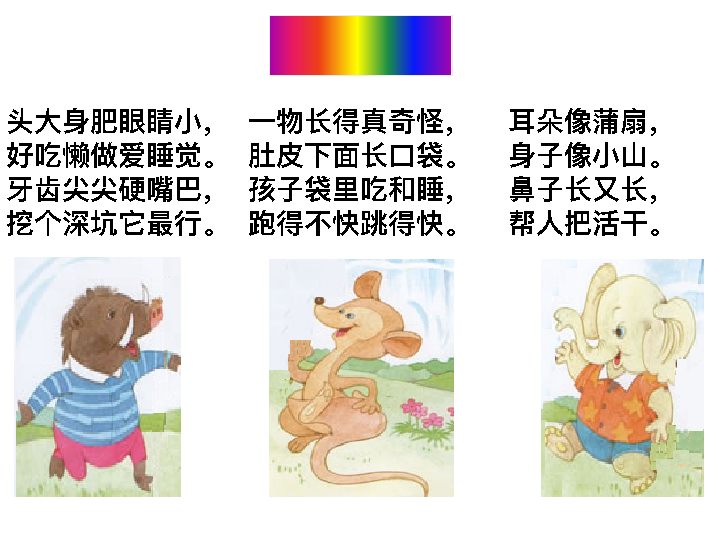 头大身肥眼睛小，
好吃懒做爱睡觉。
牙齿尖尖硬嘴巴，
挖个深坑它最行。
一物长得真奇怪，
肚皮下面长口袋。
孩子袋里吃和睡，
跑得不快跳得快。
耳朵像蒲扇，
身子像小山。
鼻子长又长，
帮人把活干。